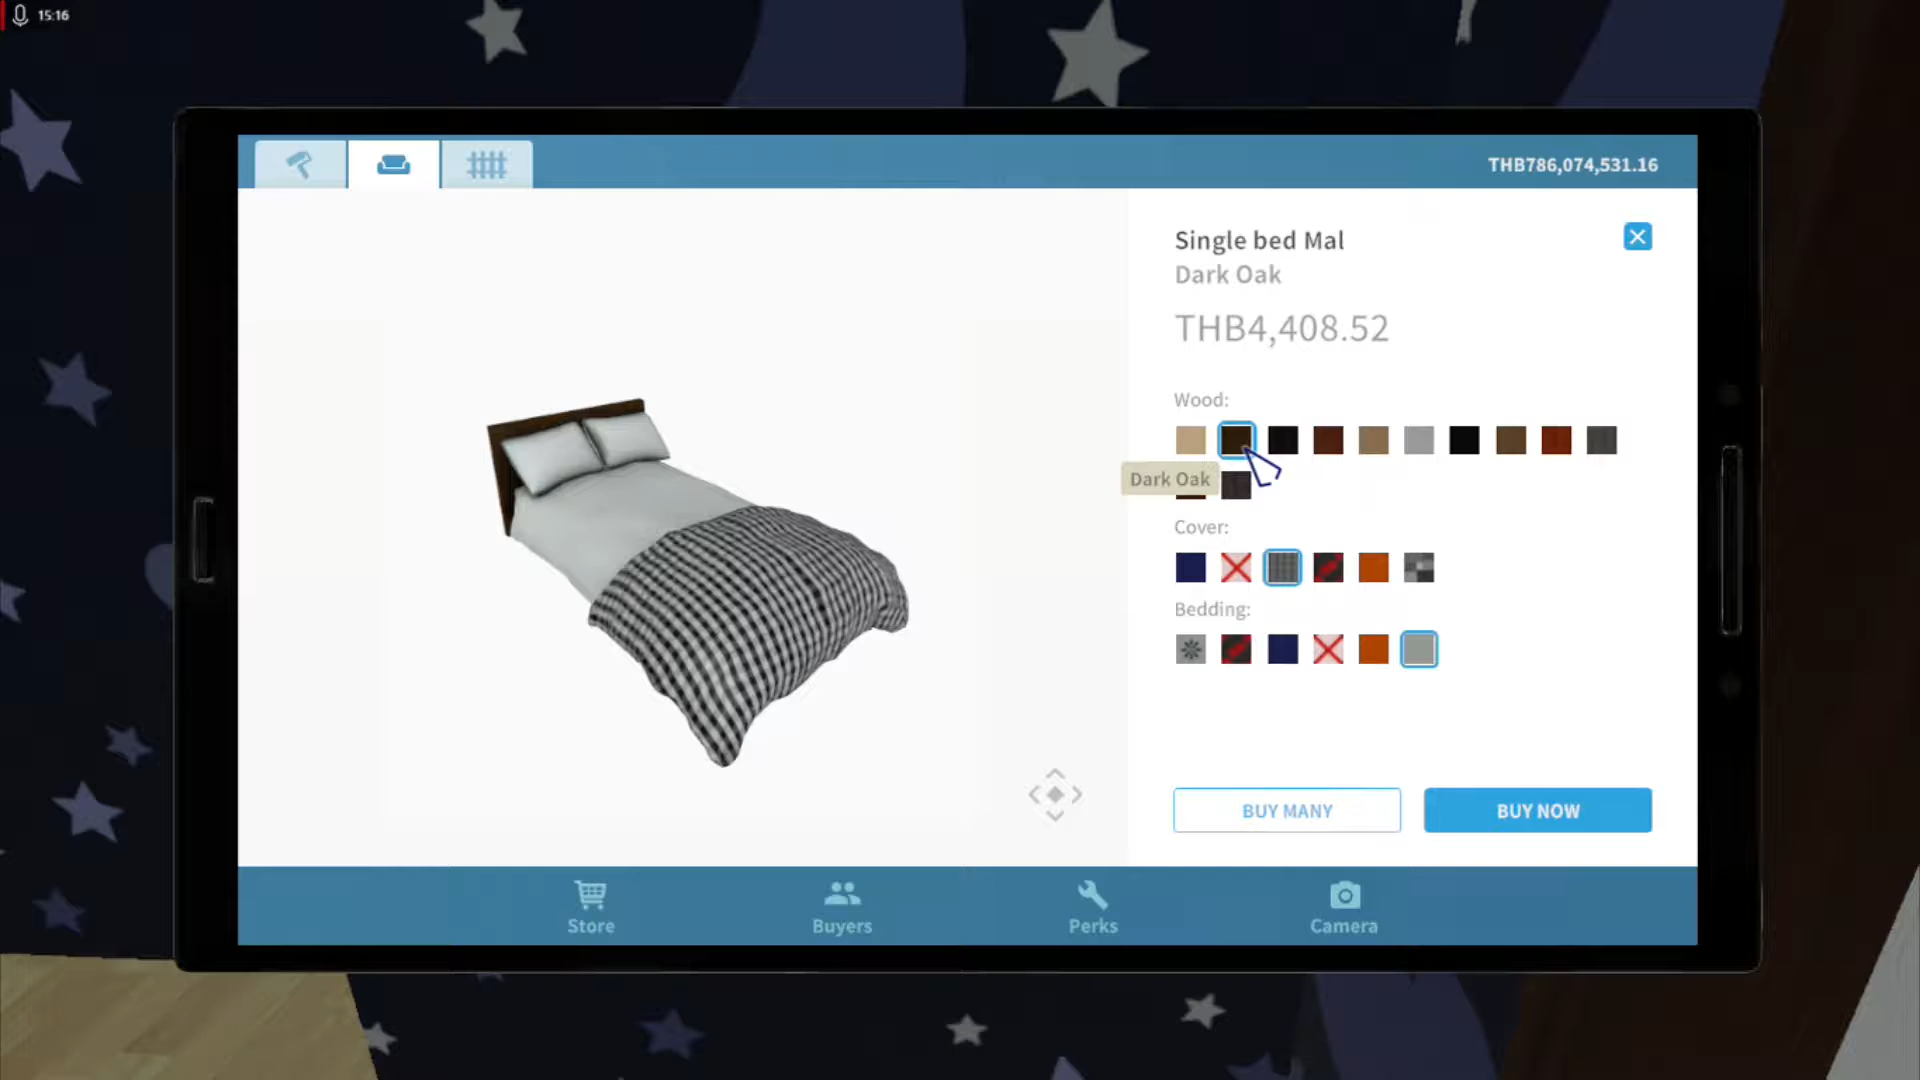 15:16
THB786,074,531.16
Single bed Mal
Dark Oak
THB4,408.52
Wood:
Dark Oak
Cover:
Bedding:
BUY MANY
BUY NOW
Store
Buyers
Perks
Camera